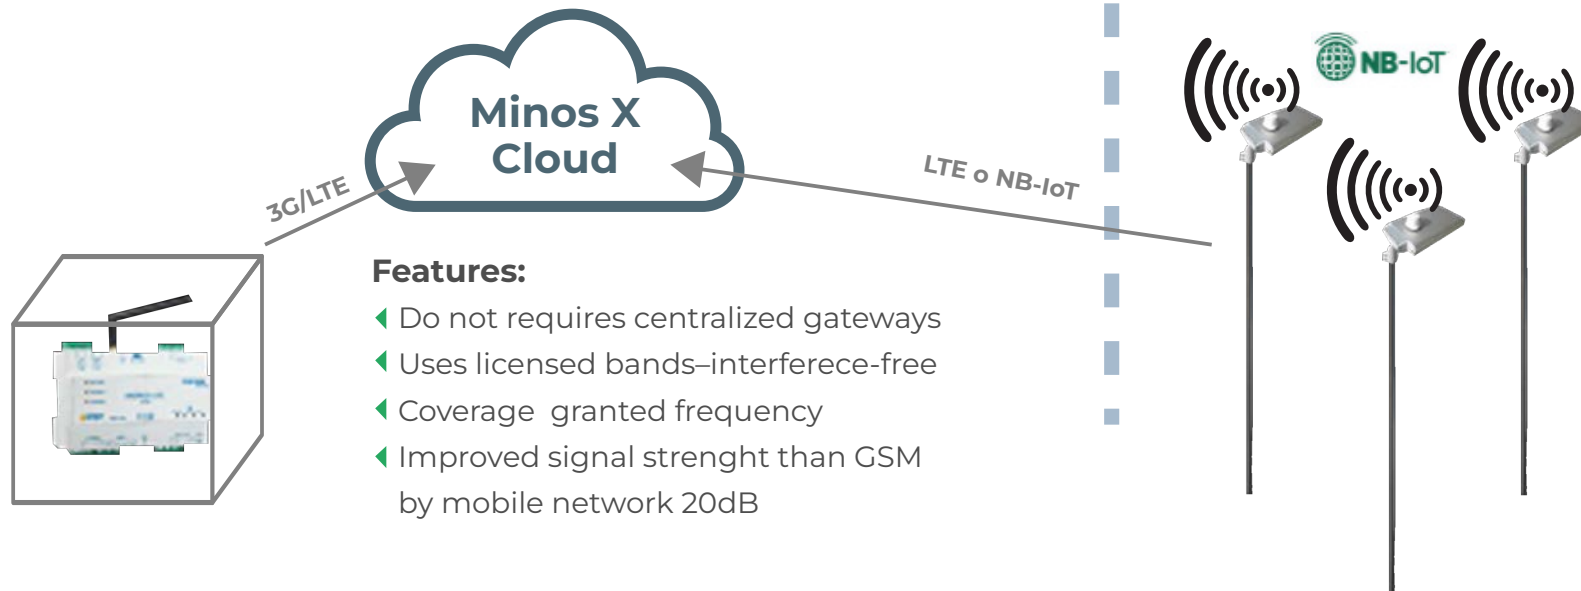 NB-IoT
Minos X
Cloud
3G/LTE
LTE o NB-IoT
Features:
Do not requires centralized gateways
Uses licensed bands–interferece-free
Coverage granted frequency
Improved signal strenght than GSM
by mobile network 20dB